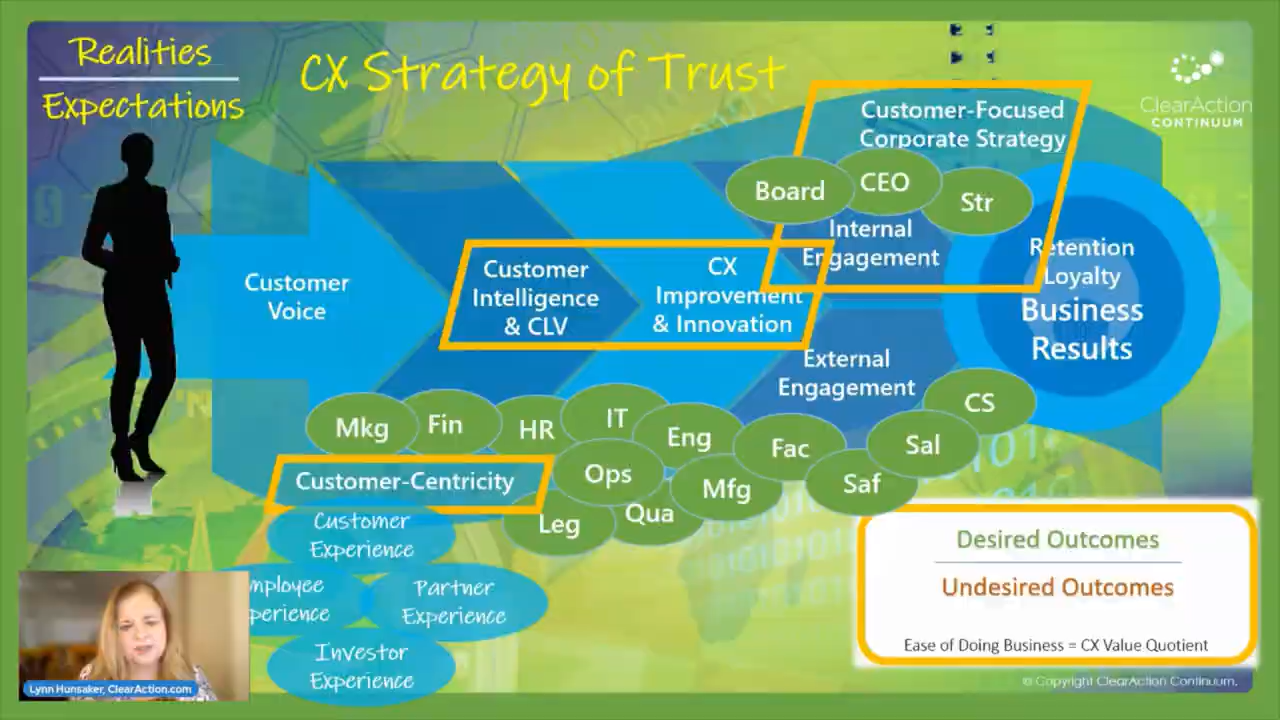 Realities
Expectations
CX Strategy of Trust
ClearAction
CONTINUUM
Customer-Focused
Corporate Strategy
Board
CEO
Str
Internal
Engagement
Customer
Voice
Customer
Intelligence
& CLV
CX
Improvement
& Innovation
Retention
Loyalty
Business
Results
External
Engagement
Mkg
Fin
HR
IT
Eng
Fac
Sal
CS
Ops
Mfg
Saf
Leg
Qua
Customer-Centricity
Customer
Experience
mployee
perience
Partner
Experience
Investor
Experience
Desired Outcomes
Undesired Outcomes
Ease of Doing Business = CX Value Quotient
Lynn Hunsaker, ClearAction.com
© Copyright ClearAction Continuum.